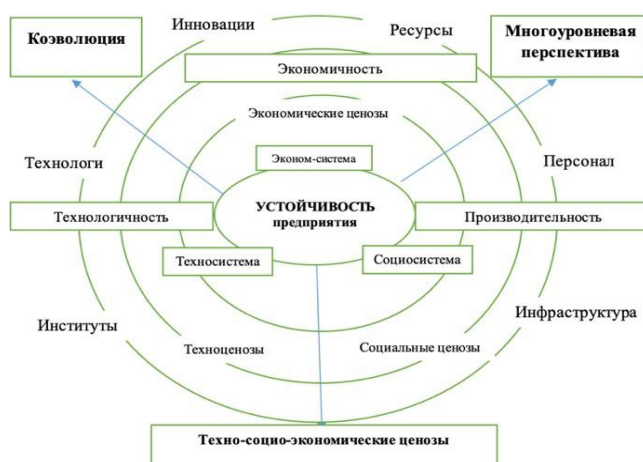 Инновации
Ресурсы
Коэволюция
Многоуровневая
перспектива
Экономичность
Экономические ценозы
Эконом-система
Технологи
Персонал
УСТОЙЧИВОСТЬ
предприятия
Технологичность
Производительность
Техносистема
Социосистема
Институты
Инфраструктура
Техноценозы
Социальные ценозы
Техно-социо-экономические ценозы